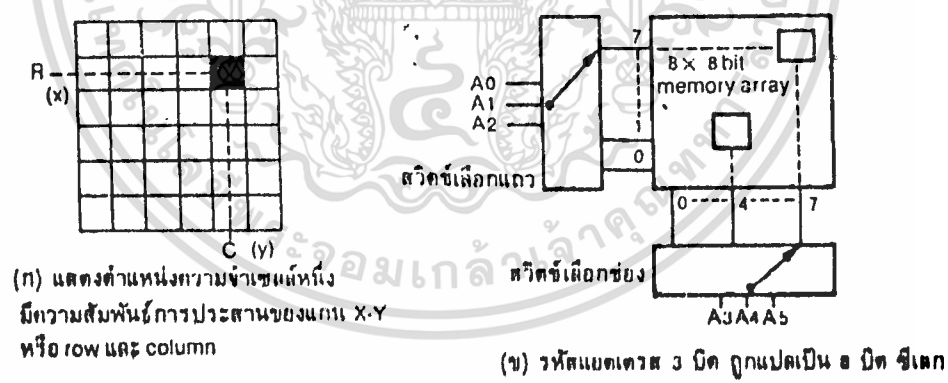 R
(x)
C (y)
(ก) แสดงตำแหน่งความจำเซลล์หนึ่ง
มีความสัมพันธ์การประสานของแกน X-Y
หรือ row และ column
A0
A1
A2
สวิตช์เลือกแถว
7
1
0
8 × 8 bit
memory array
0 4 7
สวิตช์เลือกช่อง
A3 A4 A5
(ข) รหัสแอดเดรส 3 บิต ถูกแปลเป็น 8 บิต ซีเลก